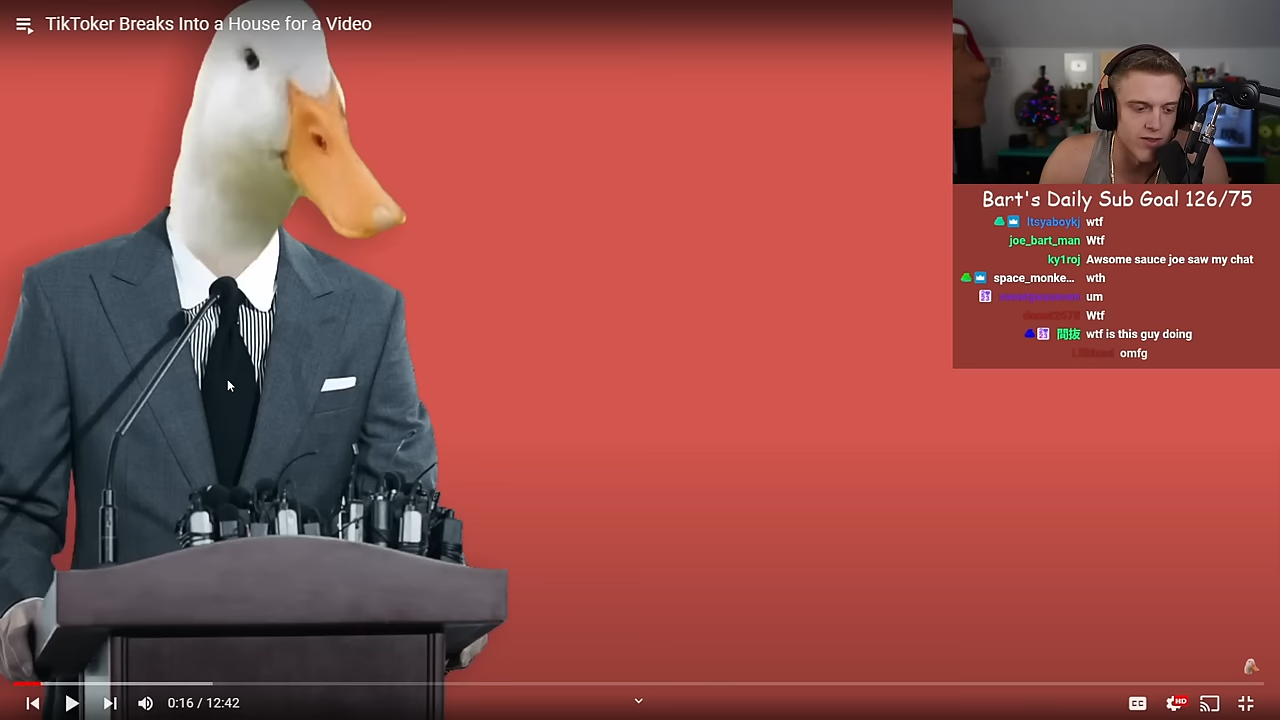 TikToker Breaks Into a House for a Video
Bart's Daily Sub Goal 126/75
Itsyaboykj wtf
joe_bart_man Wtf
ky1roj Awsome sauce joe saw my chat
space_monke... wth
um
Wtf
間抜 wtf is this guy doing
omfg
0:16 / 12:42
CC
HD